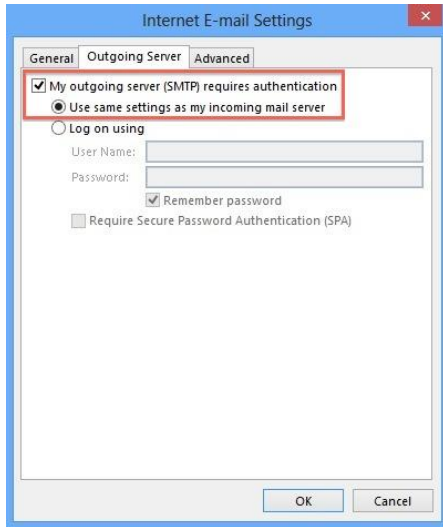 Internet E-mail Settings
General Outgoing Server Advanced
My outgoing server (SMTP) requires authentication
Use same settings as my incoming mail server
Log on using
User Name:
Password:
Remember password
Require Secure Password Authentication (SPA)
OK Cancel